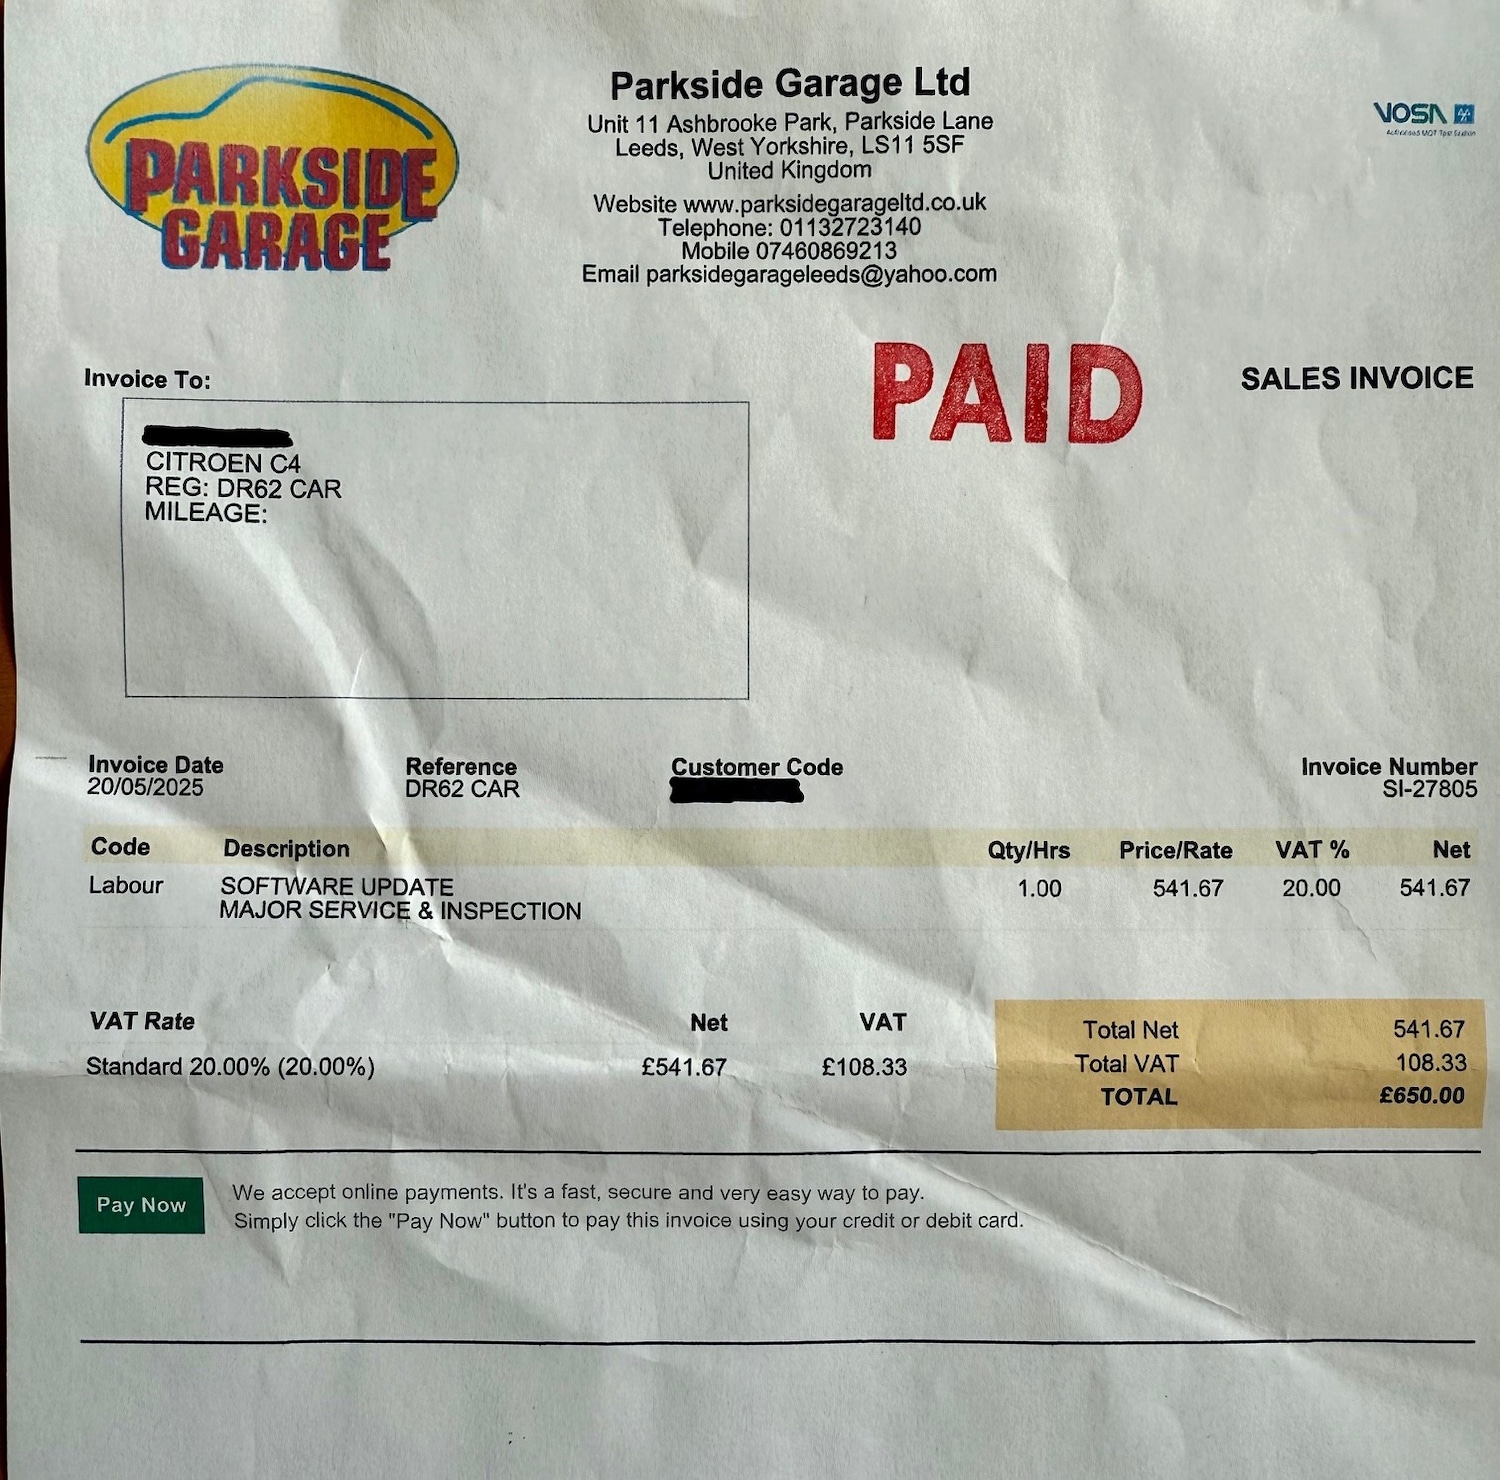 PARKSIDE
GARAGE
Parkside Garage Ltd
Unit 11 Ashbrooke Park, Parkside Lane
Leeds, West Yorkshire, LS11 5SF
United Kingdom
Website www.parksidegarageltd.co.uk
Telephone: 01132723140
Mobile 07460869213
Email parksidegarageleeds@yahoo.com
VOSA
Authorised MOT Test Station
PAID
SALES INVOICE
Invoice To:
CITROEN C4
REG: DR62 CAR
MILEAGE:
Invoice Date Reference Customer Code Invoice Number
20/05/2025 DR62 CAR SI-27805
Code Description Qty/Hrs Price/Rate VAT % Net
Labour SOFTWARE UPDATE 1.00 541.67 20.00 541.67
MAJOR SERVICE & INSPECTION
VAT Rate Net VAT
Standard 20.00% (20.00%) £541.67 £108.33
Total Net 541.67
Total VAT 108.33
TOTAL £650.00
Pay Now
We accept online payments. It's a fast, secure and very easy way to pay.
Simply click the "Pay Now" button to pay this invoice using your credit or debit card.